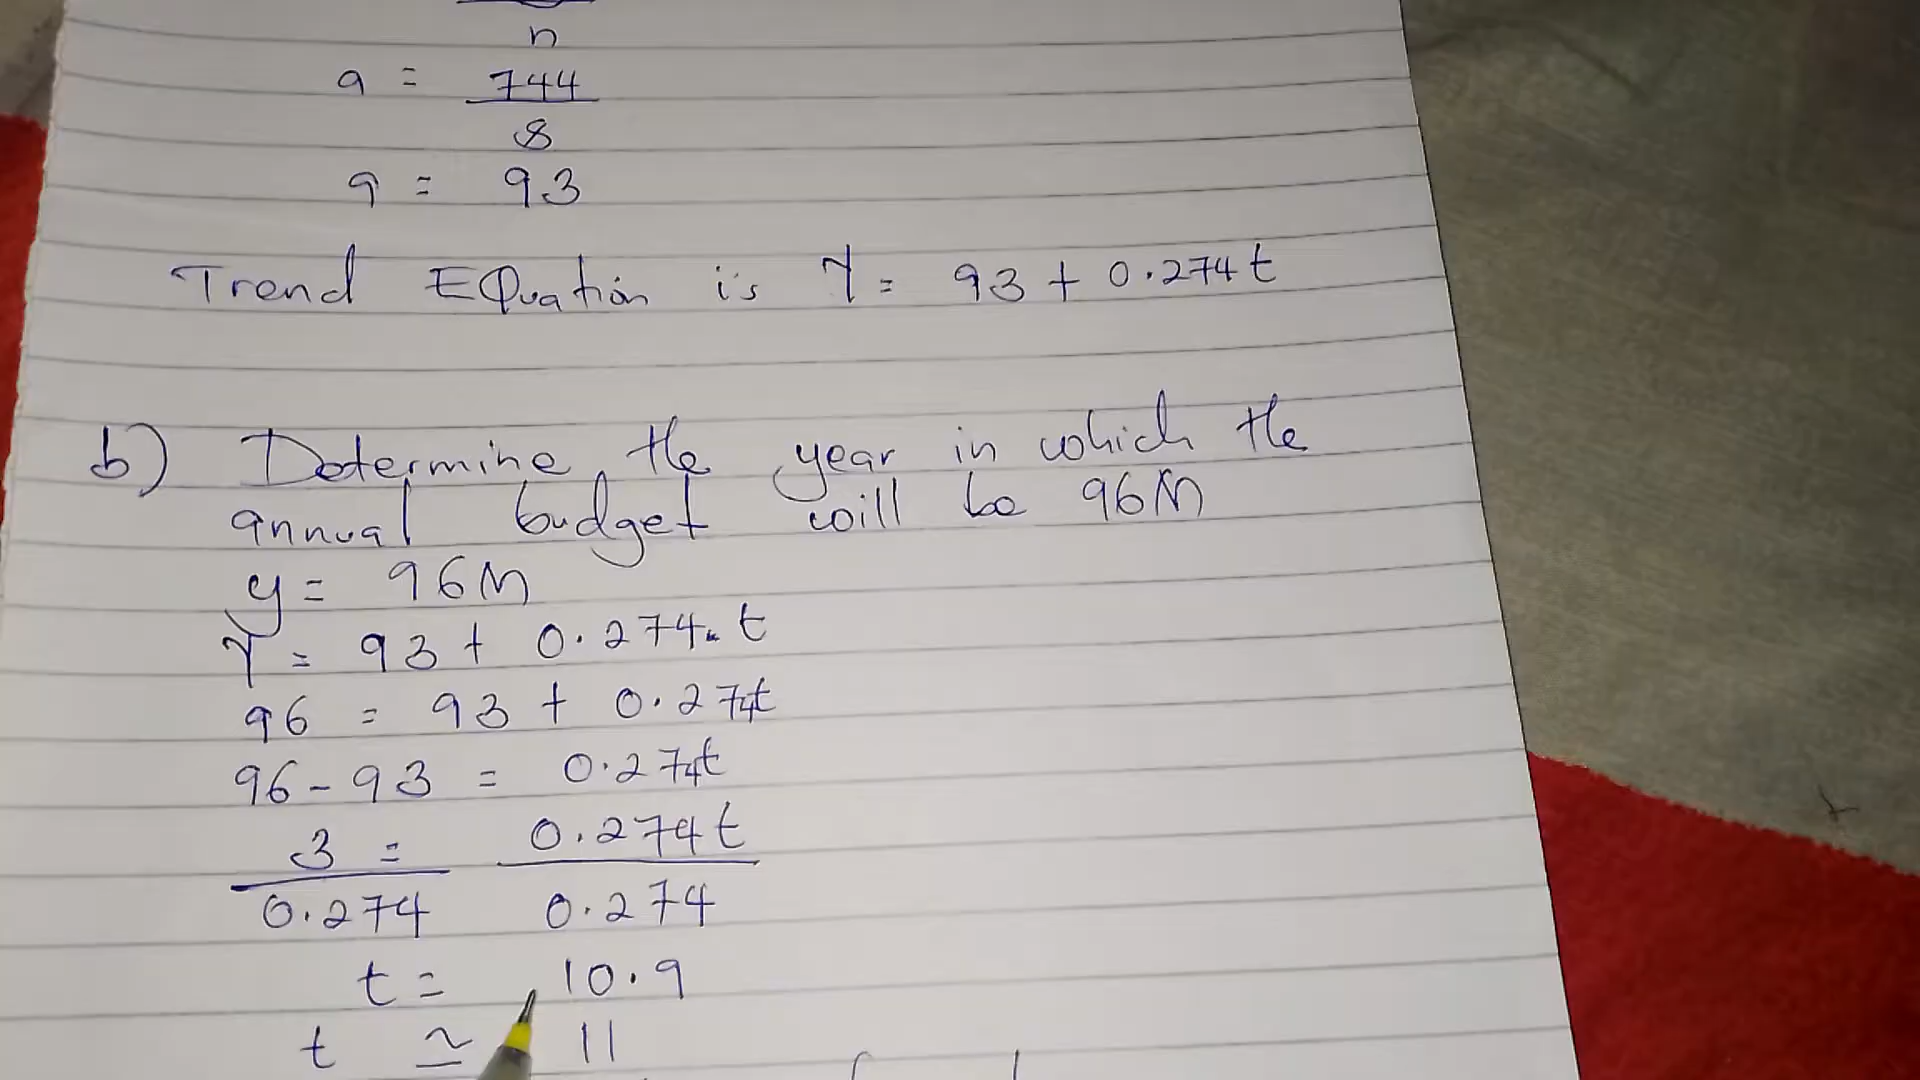 n
a = 744
8
a = 93
Trend Equation is Y = 93 + 0.274t
b) Determine the year in which the
annual budget will be 96M
y = 96M
Y = 93 + 0.274 t
96 = 93 + 0.274t
96 - 93 = 0.274t
3 = 0.274t
0.274 0.274
t = 10.9
t ≃ 11